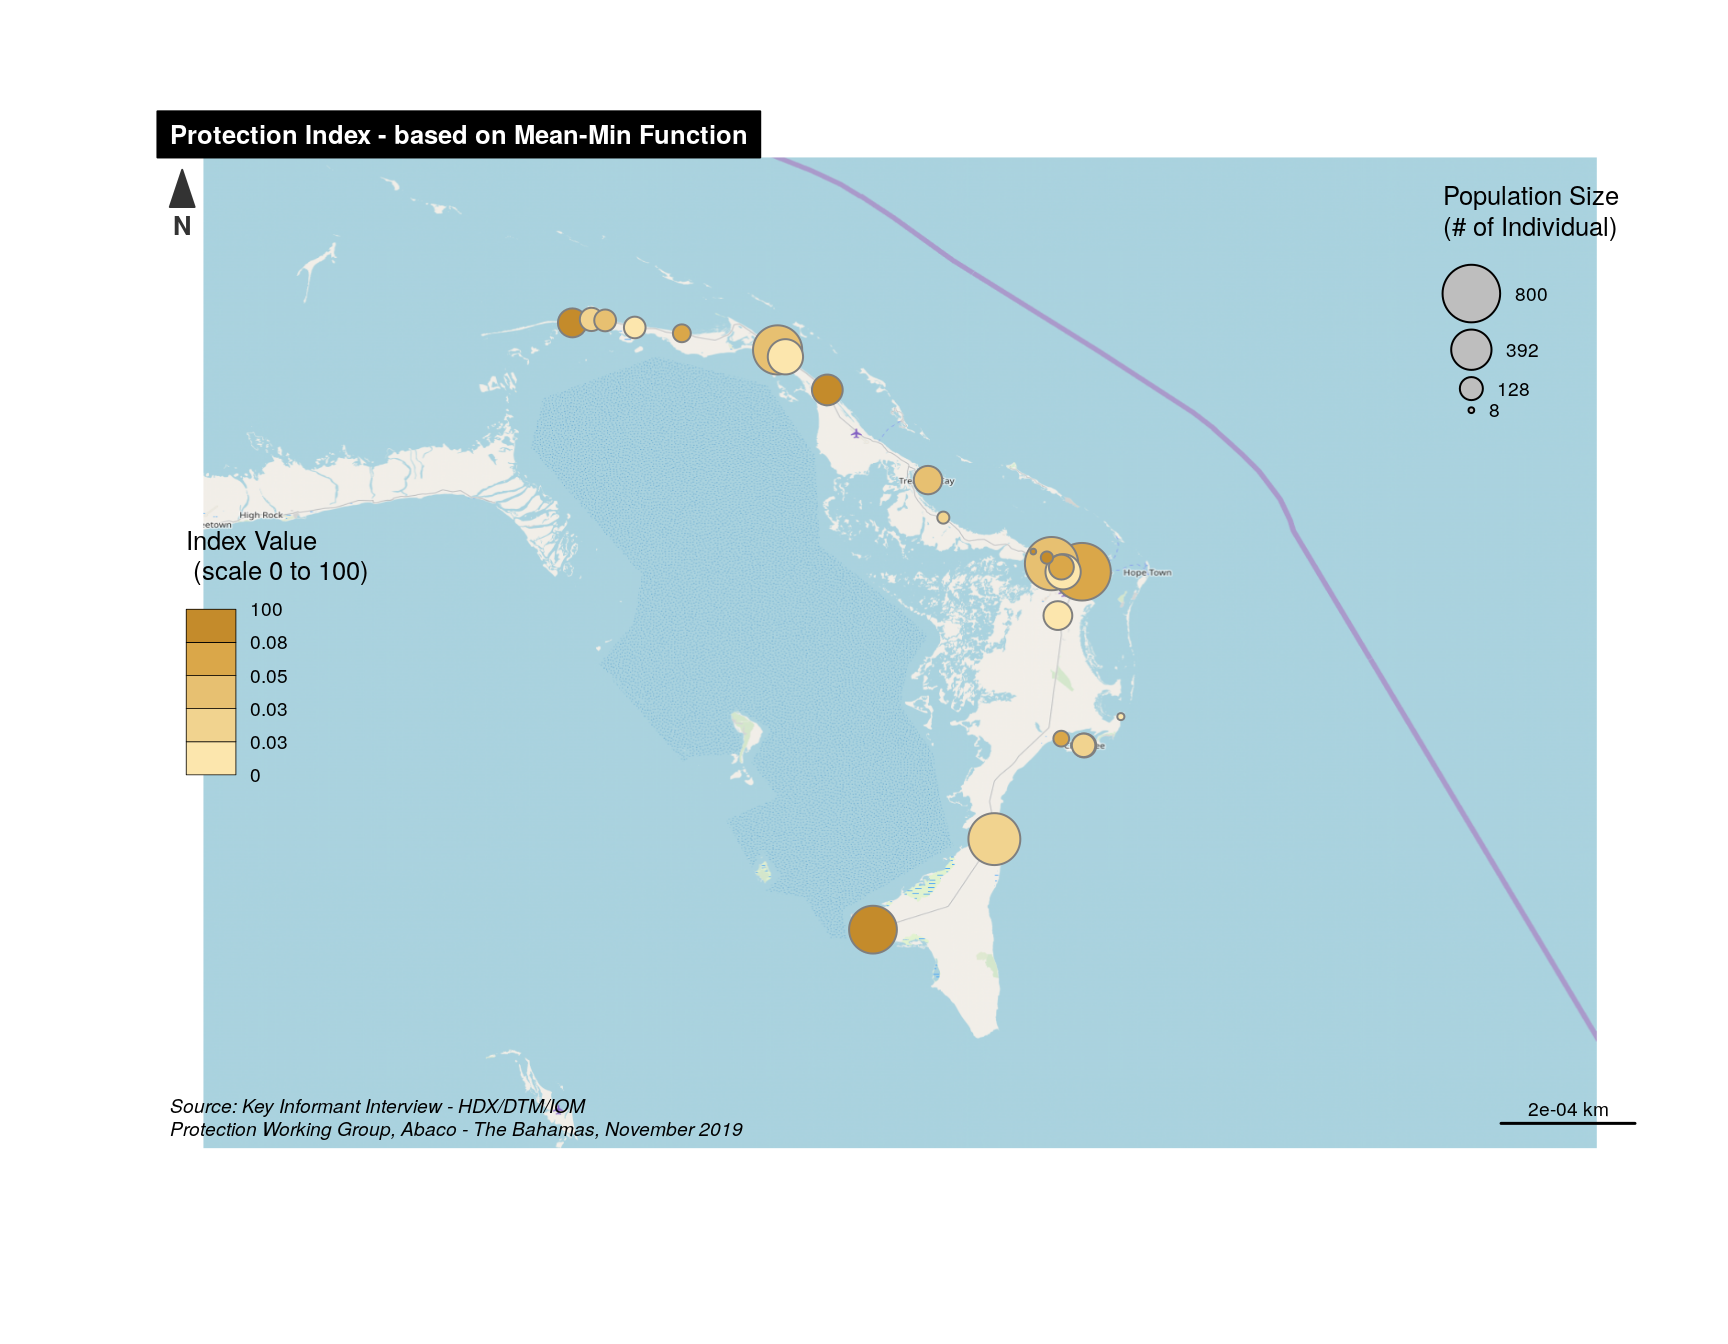 Protection Index - based on Mean-Min Function
N
Population Size
(# of Individual)
800
392
128
8
High Rock
eetown
Hope Town
Index Value
(scale 0 to 100)
100
0.08
0.05
0.03
0.03
0
Source: Key Informant Interview - HDX/DTM/IOM
Protection Working Group, Abaco - The Bahamas, November 2019
2e-04 km